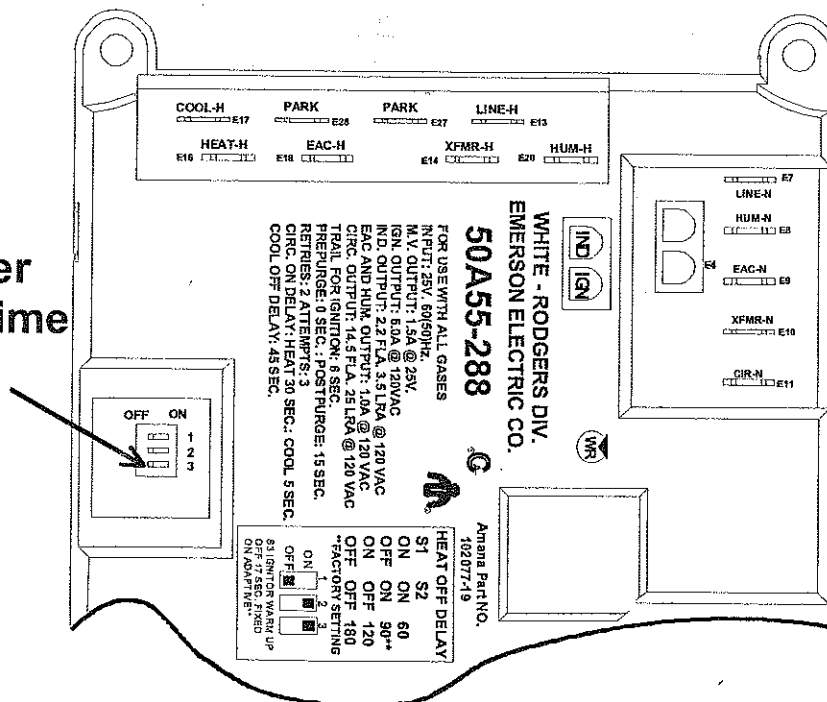 COOL-H E17 PARK E26 PARK E27 LINE-H E13
E16 HEAT-H E18 EAC-H E14 XFMR-H E20 HUM-H
E7
LINE-N
HUM-N
E8
E4
EAC-N
E9
XFMR-N
E10
CIR-N
E11
IND IGN
WHITE - RODGERS DIV.
EMERSON ELECTRIC CO.
50A55-288
WR
FOR USE WITH ALL GASES
INPUT: 25V. 60(50)Hz.
M.V. OUTPUT: 1.5A @ 25V.
IGN. OUTPUT: 6.0A @ 120VAC
IND. OUTPUT: 2.2 FLA. 3.5 LRA @ 120 VAC
EAC AND HUM. OUTPUT: 1.0A @ 120 VAC
CIRC. OUTPUT: 14.5 FLA. 25 LRA @ 120 VAC
TRAIL FOR IGNITION: 6 SEC.
PREPURGE: 0 SEC. : POSTPURGE: 15 SEC.
RETRIES: 2 ATTEMPTS: 3
CIRC. ON DELAY: HEAT 30 SEC.: COOL 5 SEC.
COOL OFF DELAY: 45 SEC.
er
ime
OFF ON
1
2
3
Amana Part NO.
102077-19
HEAT OFF DELAY
S1 S2
ON ON 60
OFF ON 90**
ON OFF 120
OFF OFF 180
**FACTORY SETTING
ON
OFF
1 2 3
S3 IGNITOR WARM UP
OFF 17 SEC. FIXED
ON ADAPTIVE**